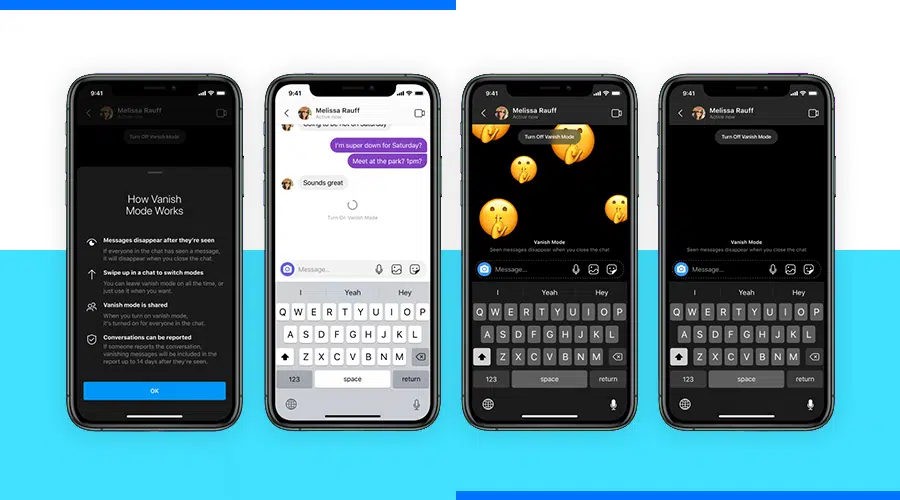 9:41
Melissa Rauff
Active now
Turn Off Vanish Mode
How Vanish
Mode Works
Messages disappear after they're seen
If everyone in the chat has seen a message,
it will disappear when you close the chat.
Swipe up in a chat to switch modes
You can leave vanish mode on all the time, or
just use it when you want.
Vanish mode is shared
When you turn on vanish mode,
it's turned on for everyone in the chat.
Conversations can be reported
If someone reports the conversation,
vanishing messages will be included in the
report up to 14 days after they're seen.
OK
9:41
Melissa Rauff
Active now
Going to be hot on Saturday
I'm super down for Saturday?
Meet at the park? 1pm?
Sounds great
Turn On Vanish Mode
Message...
I Yeah Hey
Q W E R T Y U I O P
A S D F G H J K L
Z X C V B N M
123 space return
9:41
Melissa Rauff
Active now
Turn Off Vanish Mode
Vanish Mode
Seen messages disappear when you close the chat
Message...
I Yeah Hey
Q W E R T Y U I O P
A S D F G H J K L
Z X C V B N M
123 space return
9:41
Melissa Rauff
Active now
Turn Off Vanish Mode
Vanish Mode
Seen messages disappear when you close the chat
Message...
I Yeah Hey
Q W E R T Y U I O P
A S D F G H J K L
Z X C V B N M
123 space return